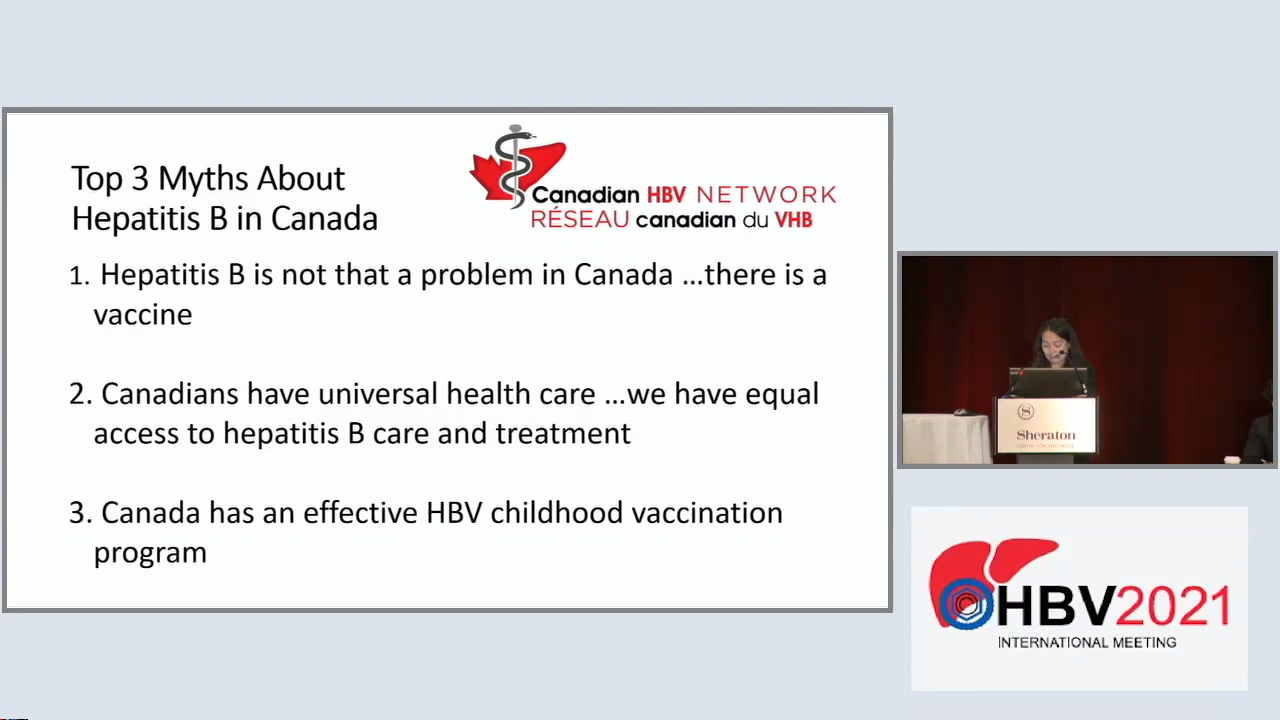 Top 3 Myths About
Hepatitis B in Canada
Canadian HBV NETWORK
RÉSEAU canadian du VHB
1. Hepatitis B is not that a problem in Canada ...there is a
vaccine
2. Canadians have universal health care ...we have equal
access to hepatitis B care and treatment
3. Canada has an effective HBV childhood vaccination
program
S
Sheraton
HBV2021
INTERNATIONAL MEETING